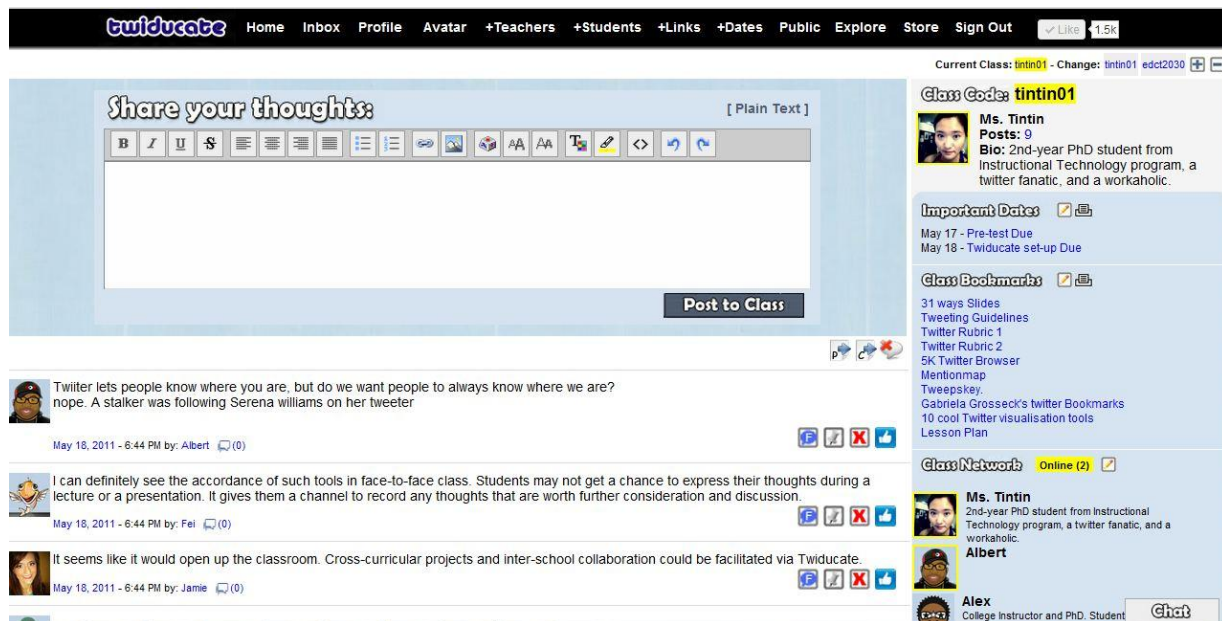 twiducate Home Inbox Profile Avatar +Teachers +Students +Links +Dates Public Explore Store Sign Out Like 1.5k
Current Class: tintin01 - Change: tintin01 edct2030
Share your thoughts: [ Plain Text ]
Post to Class
Twiiter lets people know where you are, but do we want people to always know where we are?
nope. A stalker was following Serena williams on her tweeter
May 18, 2011 - 6:44 PM by: Albert (0)
I can definitely see the accordance of such tools in face-to-face class. Students may not get a chance to express their thoughts during a
lecture or a presentation. It gives them a channel to record any thoughts that are worth further consideration and discussion.
May 18, 2011 - 6:44 PM by: Fei (0)
It seems like it would open up the classroom. Cross-curricular projects and inter-school collaboration could be facilitated via Twiducate.
May 18, 2011 - 6:44 PM by: Jamie (0)
Class Code: tintin01
Ms. Tintin
Posts: 9
Bio: 2nd-year PhD student from
Instructional Technology program, a
twitter fanatic, and a workaholic.
Important Dates
May 17 - Pre-test Due
May 18 - Twiducate set-up Due
Class Bookmarks
31 ways Slides
Tweeting Guidelines
Twitter Rubric 1
Twitter Rubric 2
5K Twitter Browser
Mentionmap
Tweepskey.
Gabriela Grosseck's twitter Bookmarks
10 cool Twitter visualisation tools
Lesson Plan
Class Network Online (2)
Ms. Tintin
2nd-year PhD student from Instructional
Technology program, a twitter fanatic, and a
workaholic.
Albert
Alex
College Instructor and PhD. Student
Chat